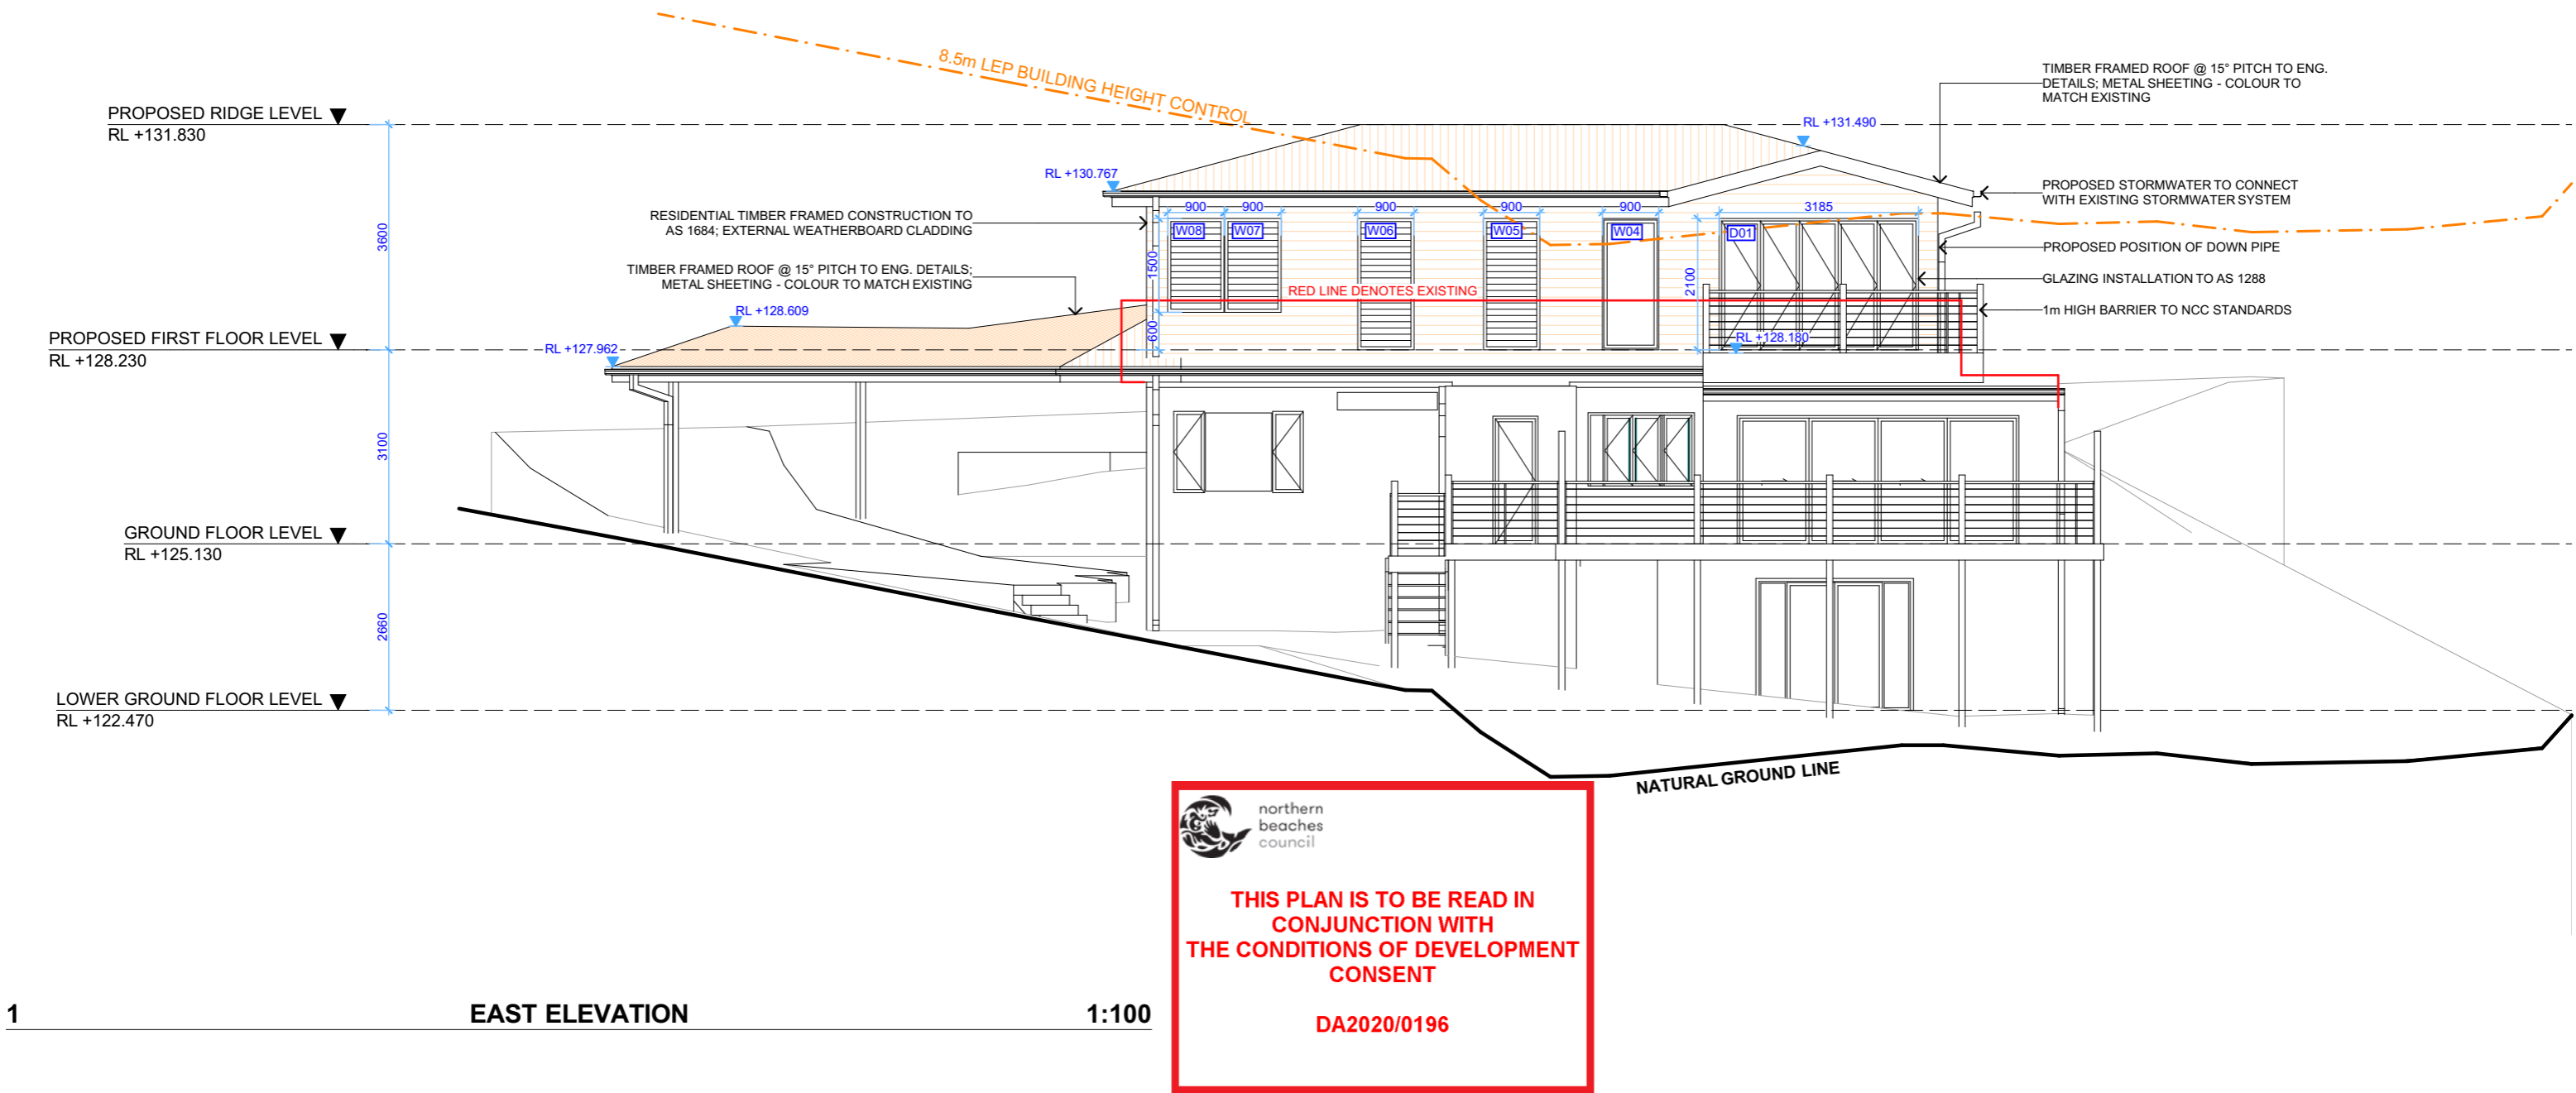 8.5m LEP BUILDING HEIGHT CONTROL
TIMBER FRAMED ROOF @ 15° PITCH TO ENG.
DETAILS; METAL SHEETING - COLOUR TO
MATCH EXISTING
PROPOSED RIDGE LEVEL
RL +131.830
RL +131.490
RL +130.767
PROPOSED STORMWATER TO CONNECT
WITH EXISTING STORMWATER SYSTEM
RESIDENTIAL TIMBER FRAMED CONSTRUCTION TO
AS 1684; EXTERNAL WEATHERBOARD CLADDING
900
900
900
900
900
3185
W08
W07
W06
W05
W04
D01
3600
1500
2100
600
PROPOSED POSITION OF DOWN PIPE
TIMBER FRAMED ROOF @ 15° PITCH TO ENG. DETAILS;
METAL SHEETING - COLOUR TO MATCH EXISTING
GLAZING INSTALLATION TO AS 1288
RED LINE DENOTES EXISTING
1m HIGH BARRIER TO NCC STANDARDS
RL +128.609
PROPOSED FIRST FLOOR LEVEL
RL +128.230
RL +127.962
RL +128.180
3100
GROUND FLOOR LEVEL
RL +125.130
2660
LOWER GROUND FLOOR LEVEL
RL +122.470
NATURAL GROUND LINE
northern
beaches
council
THIS PLAN IS TO BE READ IN
CONJUNCTION WITH
THE CONDITIONS OF DEVELOPMENT
CONSENT
DA2020/0196
1 EAST ELEVATION 1:100